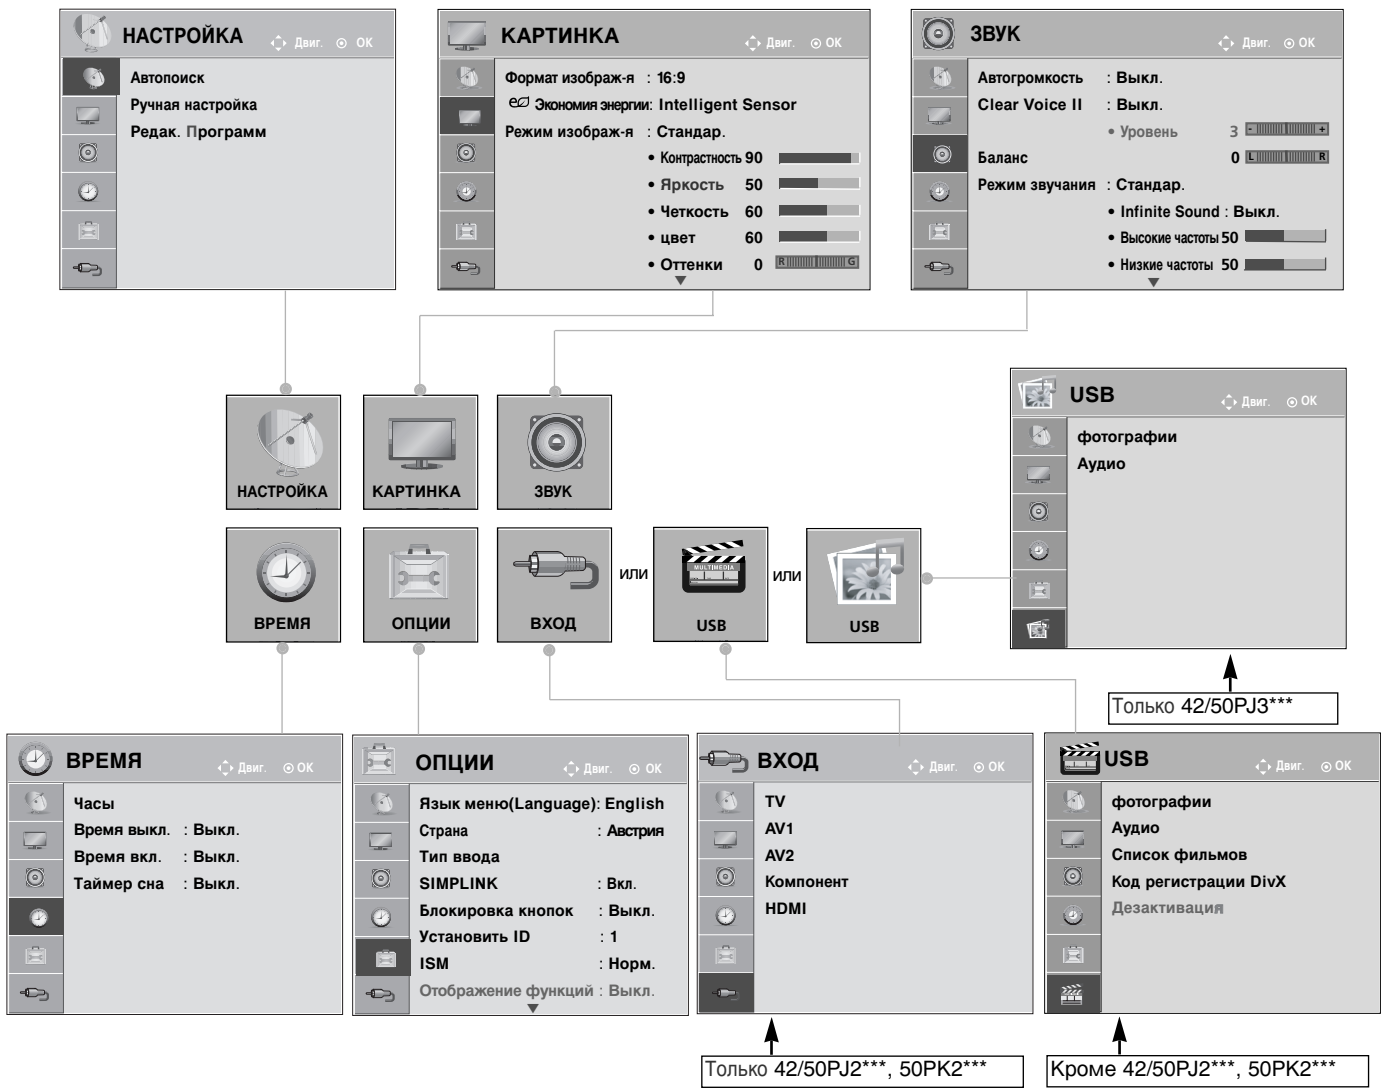 НАСТРОЙКА
Двиг. OK
Автопоиск
Ручная настройка
Редак. Программ
КАРТИНКА
Двиг. OK
Формат изображ-я : 16:9
eco Экономия энергии: Intelligent Sensor
Режим изображ-я : Стандар.
• Контрастность 90
• Яркость 50
• Четкость 60
• цвет 60
• Оттенки 0 R G
ЗВУК
Двиг. OK
Автогромкость : Выкл.
Clear Voice II : Выкл.
• Уровень 3 - +
Баланс 0 L R
Режим звучания : Стандар.
• Infinite Sound : Выкл.
• Высокие частоты 50
• Низкие частоты 50
USB
Двиг. OK
фотографии
Аудио
НАСТРОЙКА
КАРТИНКА
ЗВУК
ВРЕМЯ
ОПЦИИ
ВХОД
ИЛИ
MULTIMEDIA
USB
ИЛИ
USB
Только 42/50PJ3***
ВРЕМЯ
Двиг. OK
Часы
Время выкл. : Выкл.
Время вкл. : Выкл.
Таймер сна : Выкл.
ОПЦИИ
Двиг. OK
Язык меню(Language): English
Страна : Австрия
Тип ввода
SIMPLINK : Вкл.
Блокировка кнопок : Выкл.
Установить ID : 1
ISM : Норм.
Отображение функций : Выкл.
ВХОД
Двиг. OK
TV
AV1
AV2
Компонент
HDMI
USB
Двиг. OK
фотографии
Аудио
Список фильмов
Код регистрации DivX
Дезактивация
Только 42/50PJ2***, 50PK2***
Кроме 42/50PJ2***, 50PK2***